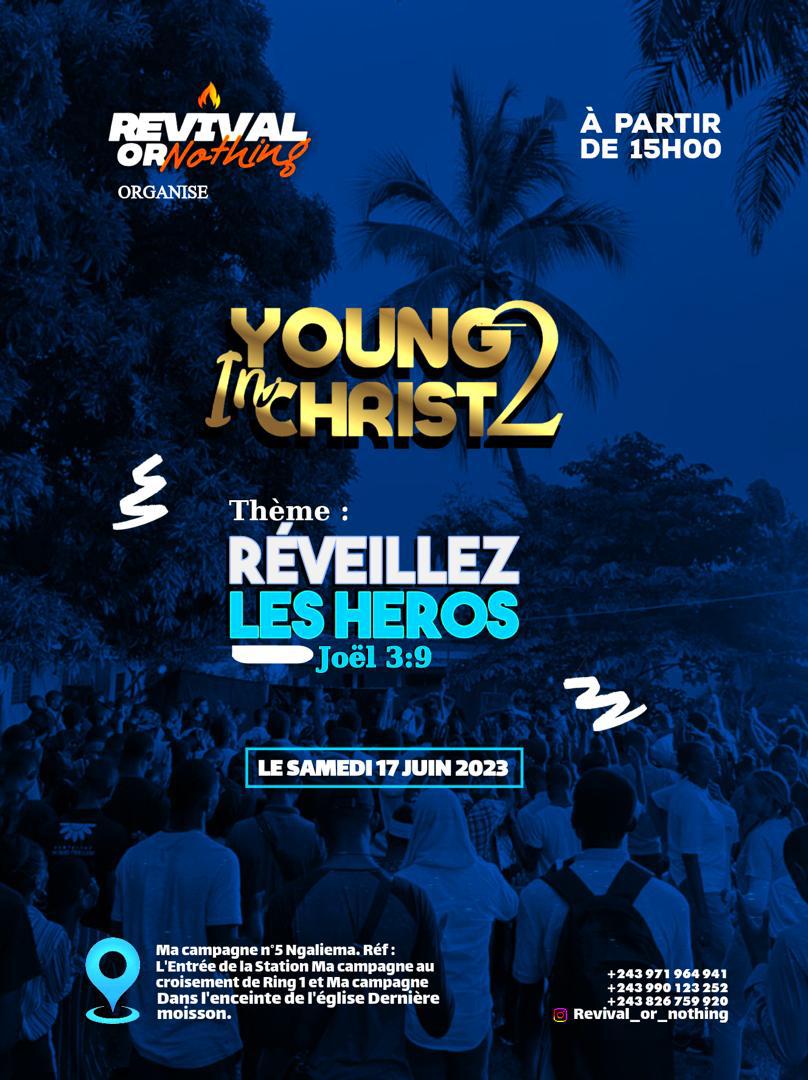 REVIVAL
OR Nothing
ORGANISE
À PARTIR
DE 15H00
YOUNG
In CHRIST 2
Thème :
RÉVEILLEZ
LES HEROS
Joël 3:9
LE SAMEDI 17 JUIN 2023
Ma campagne n°5 Ngaliema. Réf :
L'Entrée de la Station Ma campagne au
croisement de Ring 1 et Ma campagne
Dans l'enceinte de l'église Dernière
moisson.
+243 971 964 941
+243 990 123 252
+243 826 759 920
Revival_or_nothing